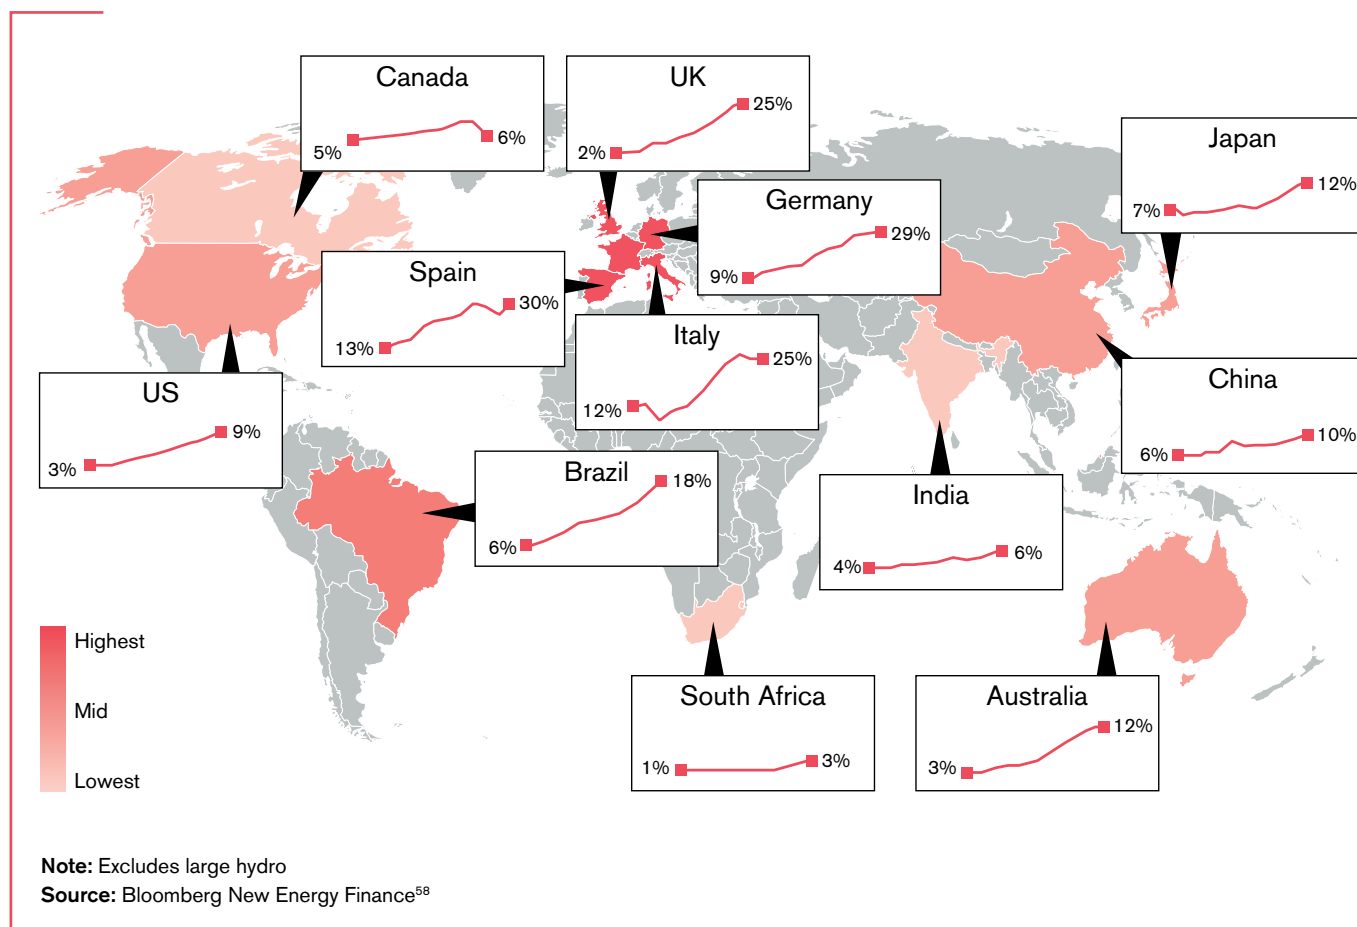 Canada
5%
6%
UK
2%
25%
Japan
7%
12%
Germany
9%
29%
Spain
13%
30%
Italy
12%
25%
US
3%
9%
China
6%
10%
Brazil
6%
18%
India
4%
6%
South Africa
1%
3%
Australia
3%
12%
Highest
Mid
Lowest
Note: Excludes large hydro
Source: Bloomberg New Energy Finance⁵⁸